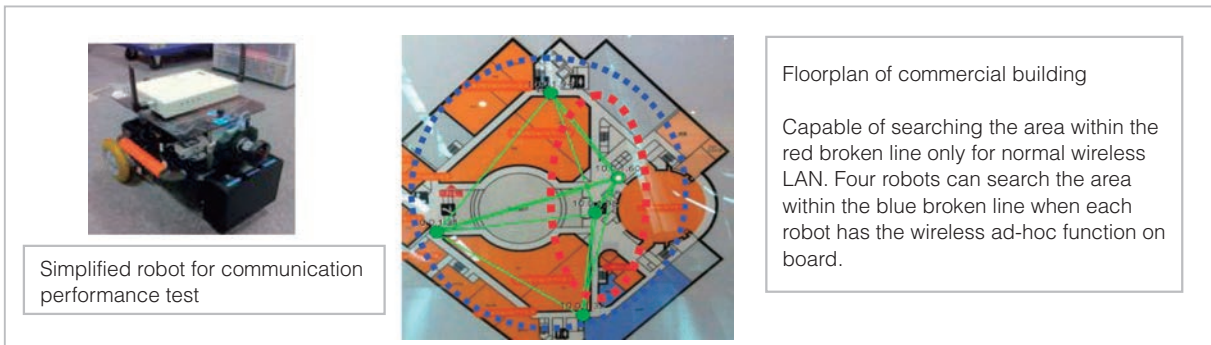 Simplified robot for communication
performance test
Floorplan of commercial building
Capable of searching the area within the
red broken line only for normal wireless
LAN. Four robots can search the area
within the blue broken line when each
robot has the wireless ad-hoc function on
board.